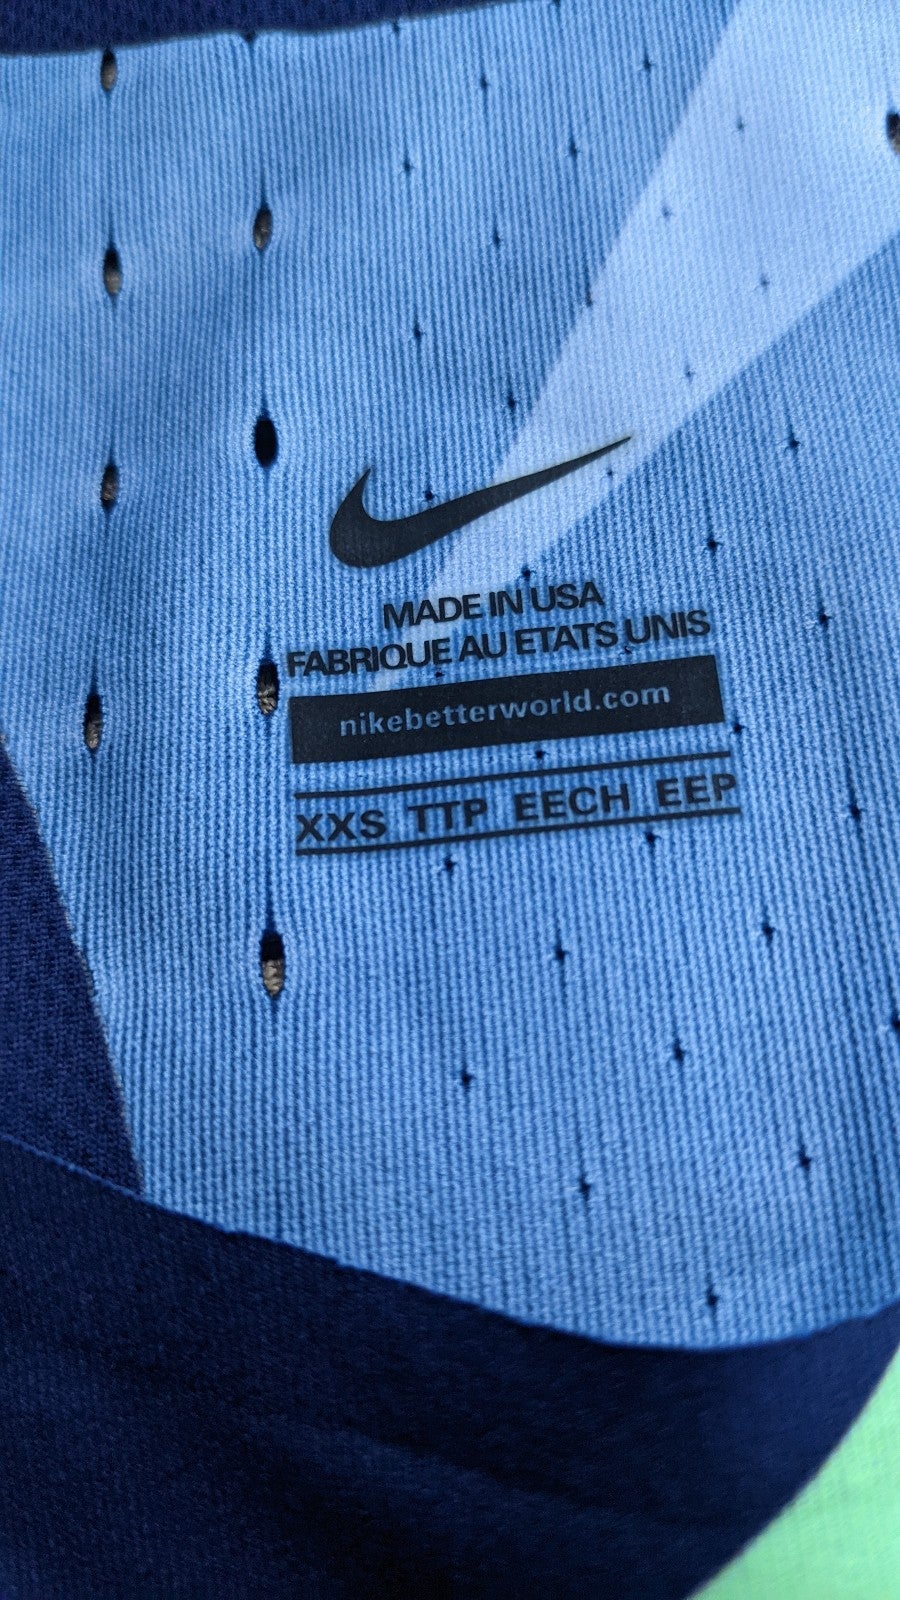 MADE IN USA
FABRIQUE AU ETATS UNIS
nikebetterworld.com
XXS TTP EECH EEP